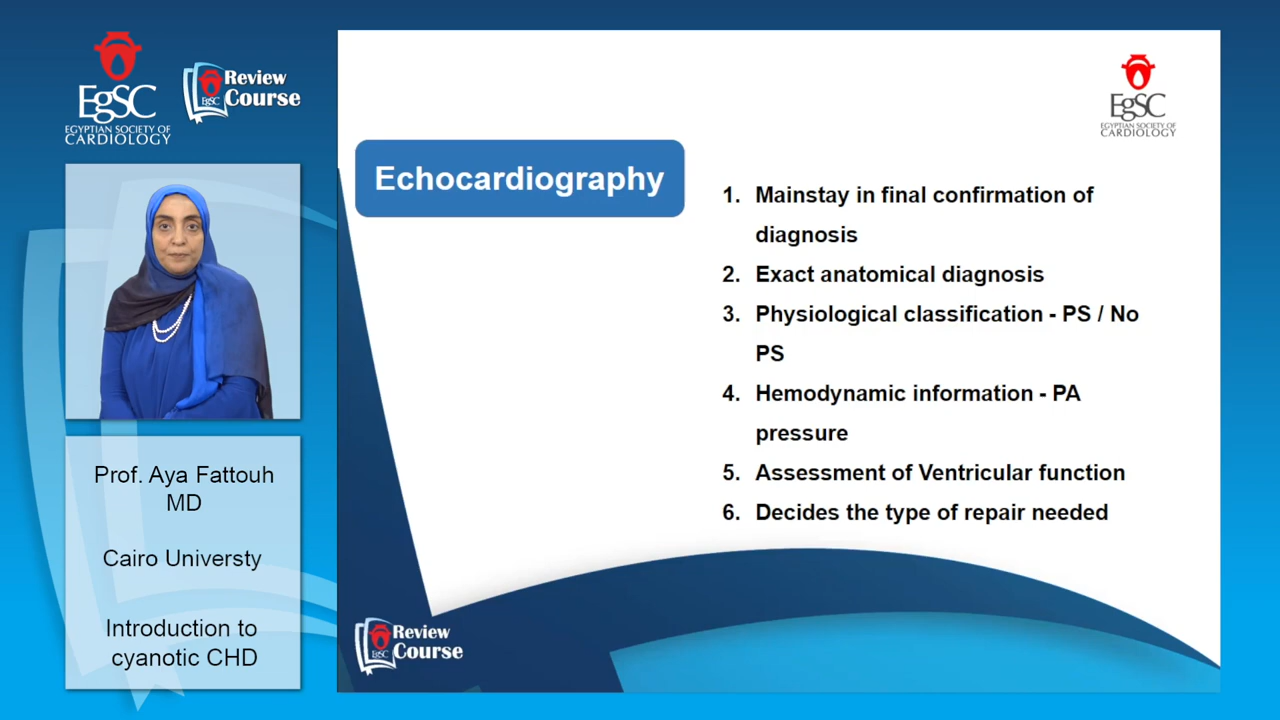 EgSC
EGYPTIAN SOCIETY OF
CARDIOLOGY
Review
Course
EgSC
Prof. Aya Fattouh
MD
Cairo Universty
Introduction to
cyanotic CHD
EgSC
EGYPTIAN SOCIETY OF
CARDIOLOGY
Echocardiography
1. Mainstay in final confirmation of
diagnosis
2. Exact anatomical diagnosis
3. Physiological classification - PS / No
PS
4. Hemodynamic information - PA
pressure
5. Assessment of Ventricular function
6. Decides the type of repair needed
Review
Course
EgSC